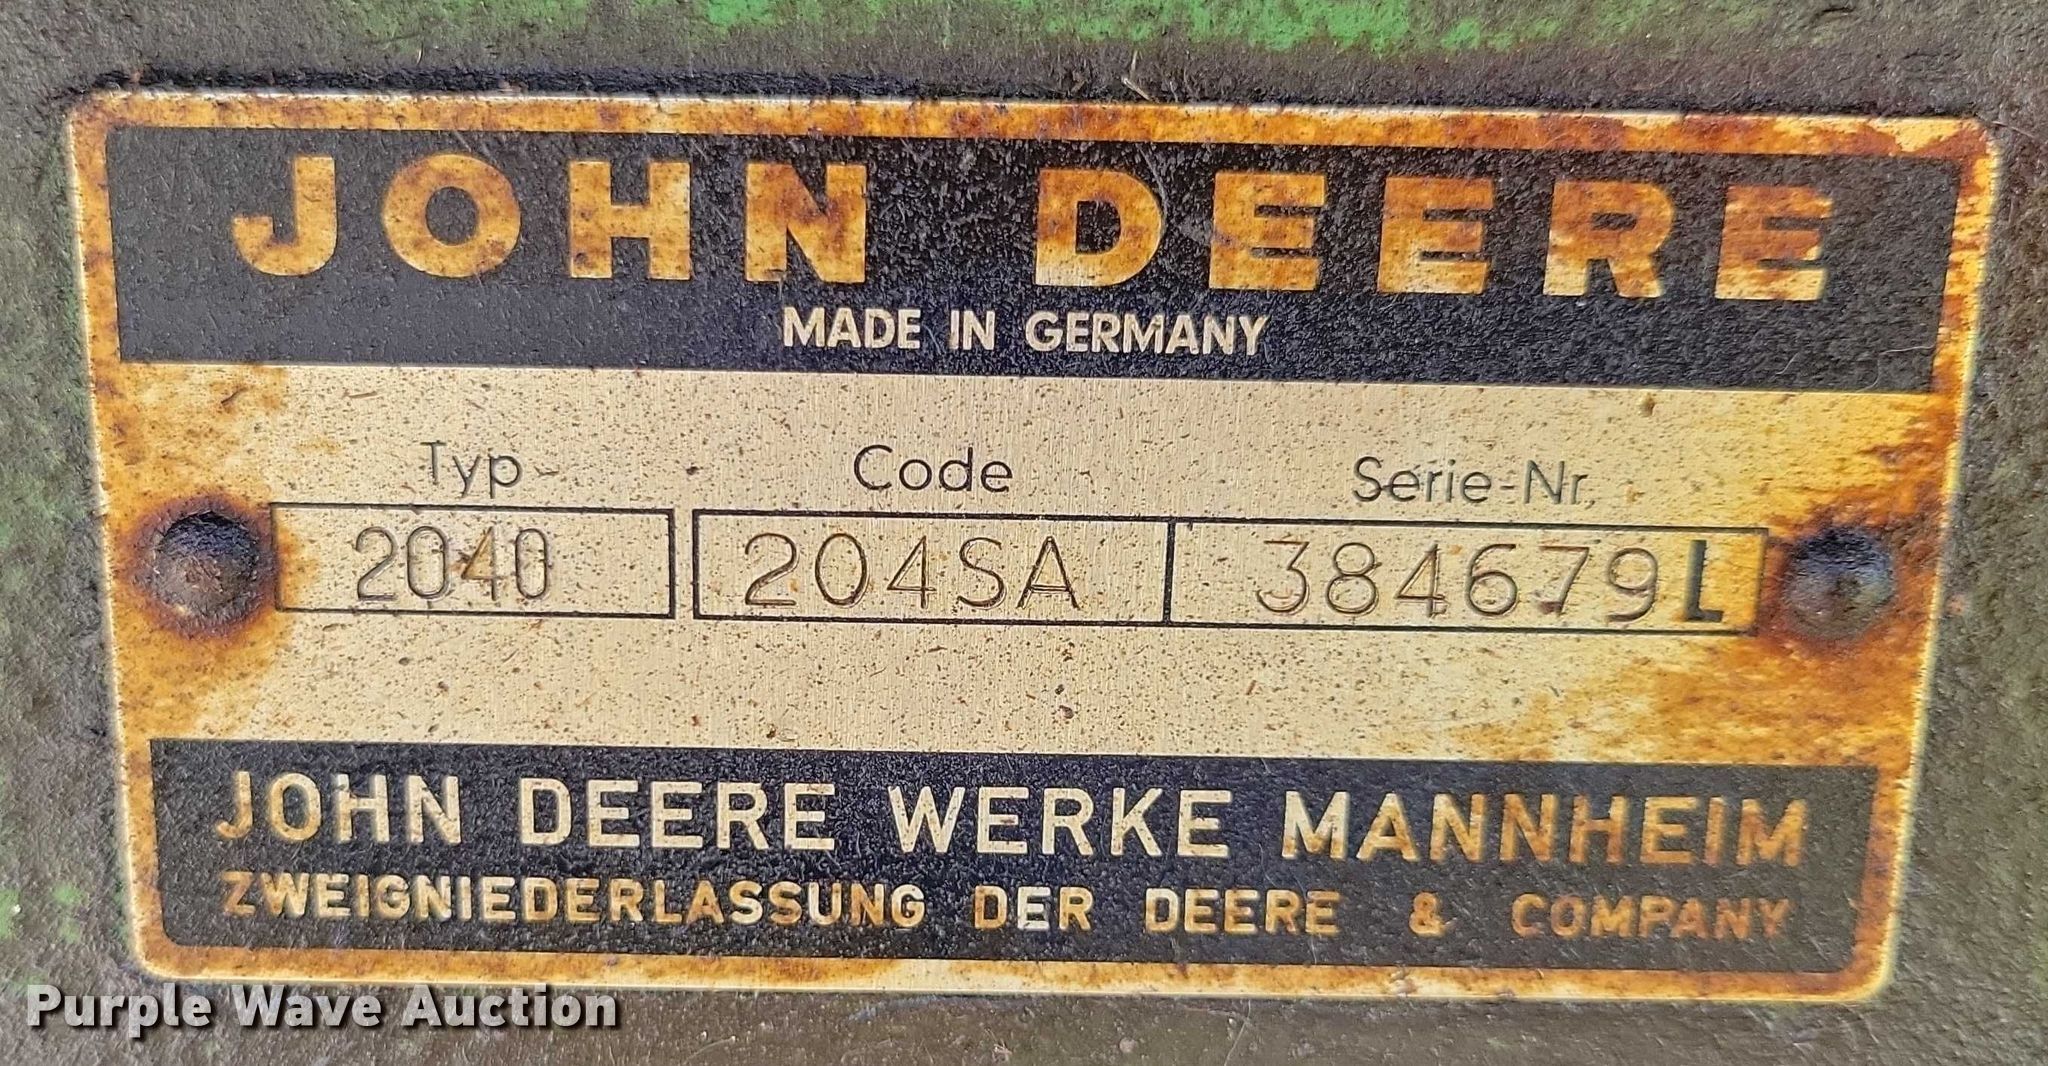 JOHN DEERE
MADE IN GERMANY
Typ Code Serie-Nr.
2040 204SA 384679L
JOHN DEERE WERKE MANNHEIM
ZWEIGNIEDERLASSUNG DER DEERE & COMPANY
Purple Wave Auction